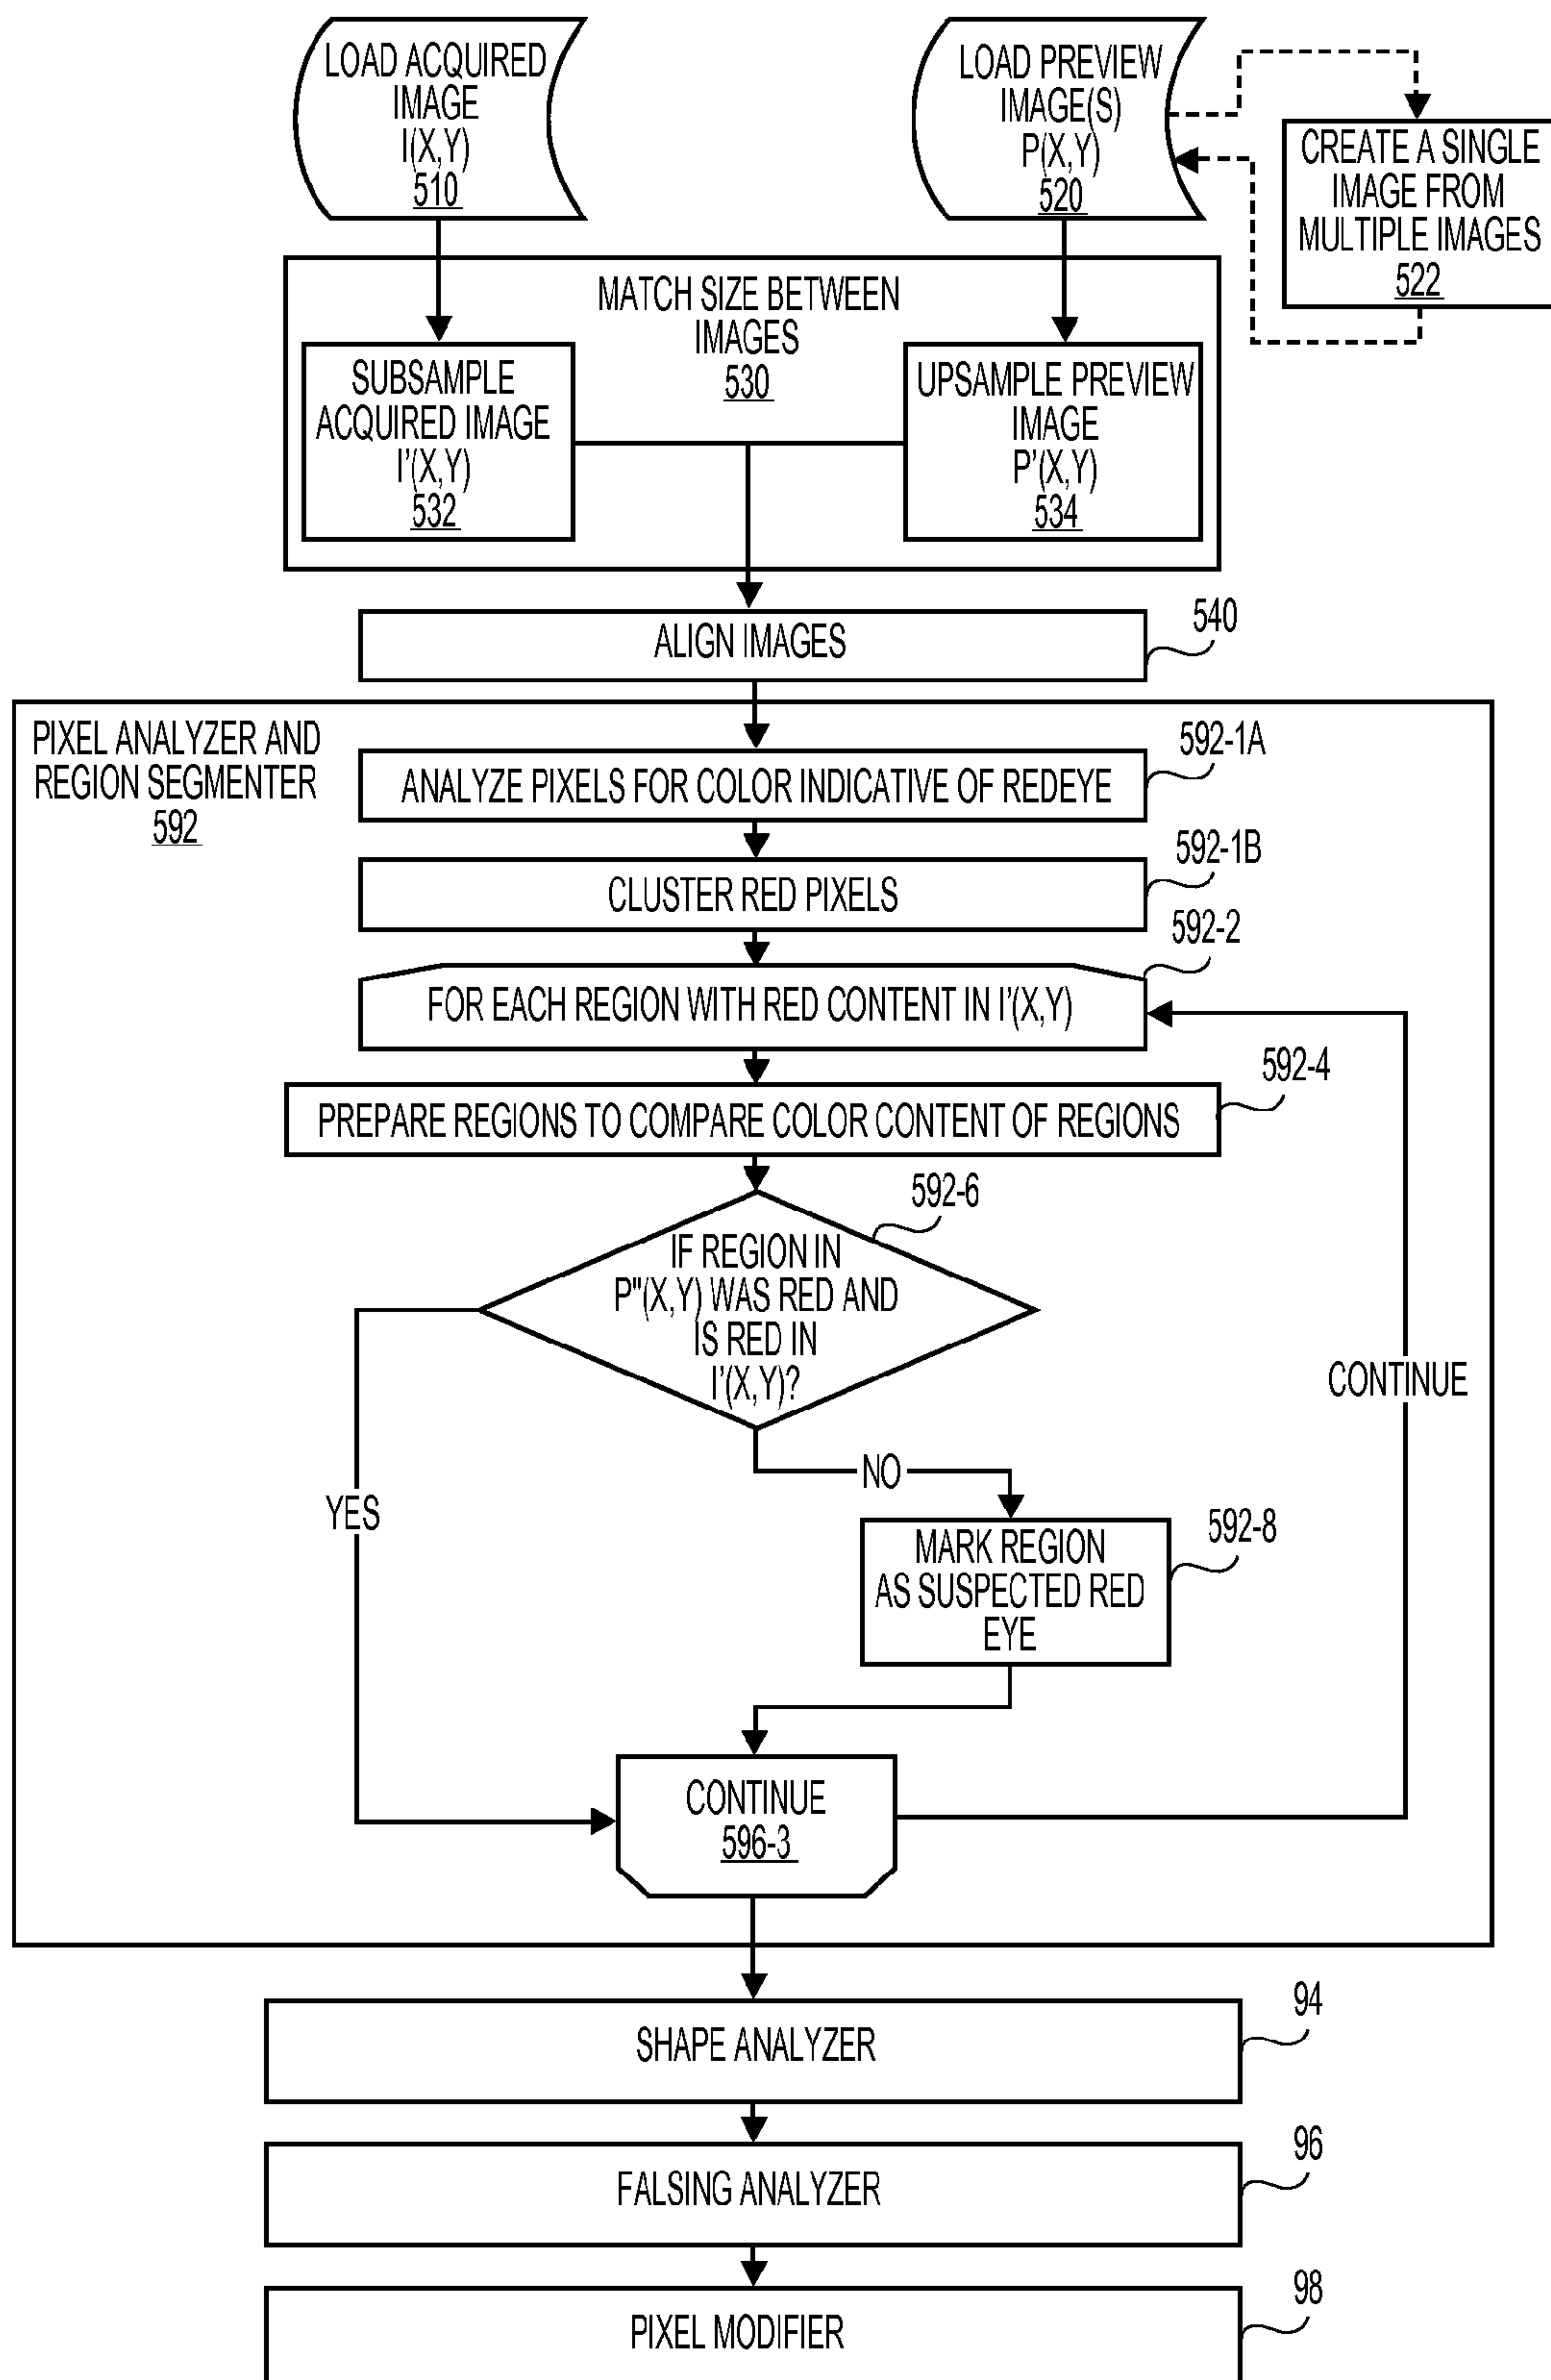 LOAD ACQUIRED
IMAGE
I(X,Y)
510
LOAD PREVIEW
IMAGE(S)
P(X,Y)
520
CREATE A SINGLE
IMAGE FROM
MULTIPLE IMAGES
522
MATCH SIZE BETWEEN
IMAGES
530
SUBSAMPLE
ACQUIRED IMAGE
I'(X,Y)
532
UPSAMPLE PREVIEW
IMAGE
P'(X,Y)
534
ALIGN IMAGES
540
PIXEL ANALYZER AND
REGION SEGMENTER
592
ANALYZE PIXELS FOR COLOR INDICATIVE OF REDEYE
592-1A
CLUSTER RED PIXELS
592-1B
FOR EACH REGION WITH RED CONTENT IN I'(X,Y)
592-2
PREPARE REGIONS TO COMPARE COLOR CONTENT OF REGIONS
592-4
IF REGION IN
P"(X,Y) WAS RED AND
IS RED IN
I'(X,Y)?
592-6
CONTINUE
NO
YES
MARK REGION
AS SUSPECTED RED
EYE
592-8
CONTINUE
596-3
SHAPE ANALYZER
94
FALSING ANALYZER
96
PIXEL MODIFIER
98